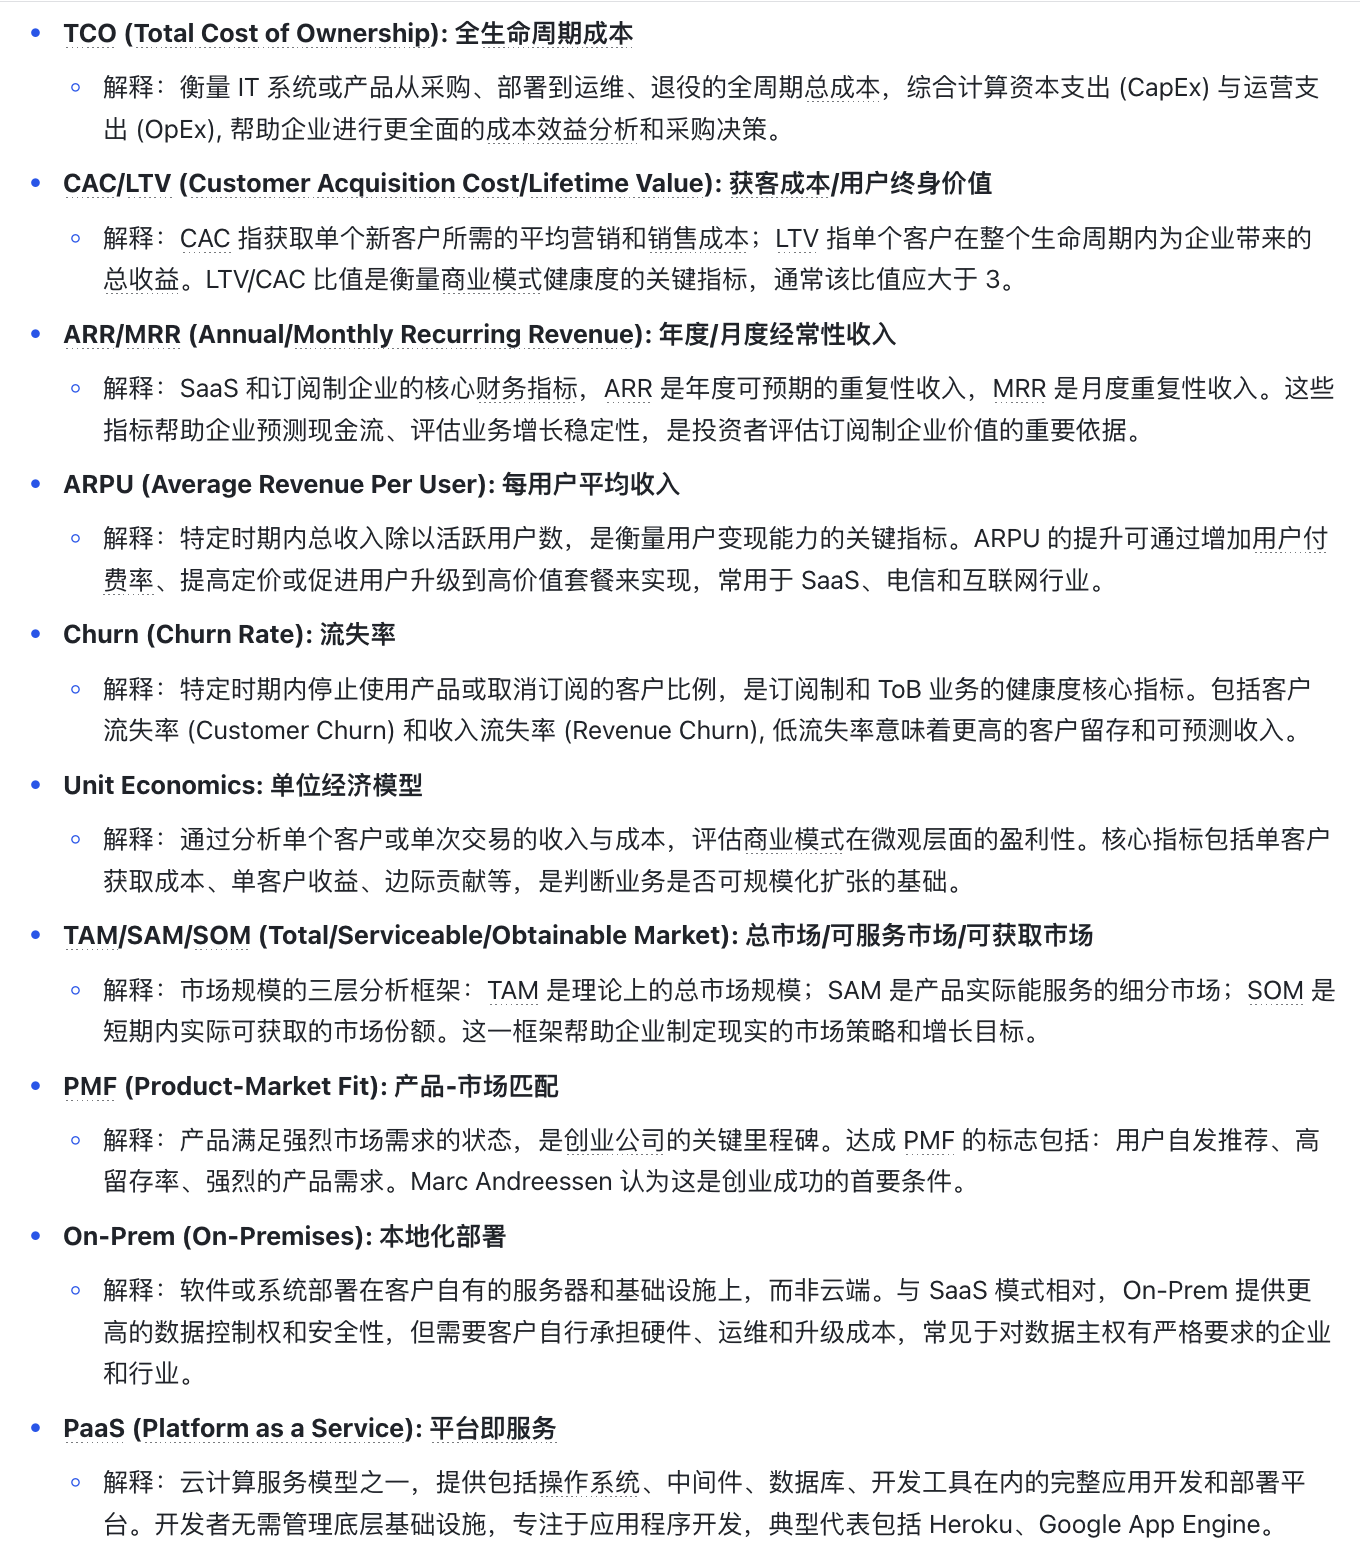 TCO (Total Cost of Ownership): 全生命周期成本
解释：衡量 IT 系统或产品从采购、部署到运维、退役的全周期总成本，综合计算资本支出 (CapEx) 与运营支
出 (OpEx), 帮助企业进行更全面的成本效益分析和采购决策。
CAC/LTV (Customer Acquisition Cost/Lifetime Value): 获客成本/用户终身价值
解释：CAC 指获取单个新客户所需的平均营销和销售成本；LTV 指单个客户在整个生命周期内为企业带来的
总收益。LTV/CAC 比值是衡量商业模式健康度的关键指标，通常该比值应大于 3。
ARR/MRR (Annual/Monthly Recurring Revenue): 年度/月度经常性收入
解释：SaaS 和订阅制企业的核心财务指标，ARR 是年度可预期的重复性收入，MRR 是月度重复性收入。这些
指标帮助企业预测现金流、评估业务增长稳定性，是投资者评估订阅制企业价值的重要依据。
ARPU (Average Revenue Per User): 每用户平均收入
解释：特定时期内总收入除以活跃用户数，是衡量用户变现能力的关键指标。ARPU 的提升可通过增加用户付
费率、提高定价或促进用户升级到高价值套餐来实现，常用于 SaaS、电信和互联网行业。
Churn (Churn Rate): 流失率
解释：特定时期内停止使用产品或取消订阅的客户比例，是订阅制和 ToB 业务的健康度核心指标。包括客户
流失率 (Customer Churn) 和收入流失率 (Revenue Churn), 低流失率意味着更高的客户留存和可预测收入。
Unit Economics: 单位经济模型
解释：通过分析单个客户或单次交易的收入与成本，评估商业模式在微观层面的盈利性。核心指标包括单客户
获取成本、单客户收益、边际贡献等，是判断业务是否可规模化扩张的基础。
TAM/SAM/SOM (Total/Serviceable/Obtainable Market): 总市场/可服务市场/可获取市场
解释：市场规模的三层分析框架：TAM 是理论上的总市场规模；SAM 是产品实际能服务的细分市场；SOM 是
短期内实际可获取的市场份额。这一框架帮助企业制定现实的市场策略和增长目标。
PMF (Product-Market Fit): 产品-市场匹配
解释：产品满足强烈市场需求的状态，是创业公司的关键里程碑。达成 PMF 的标志包括：用户自发推荐、高
留存率、强烈的产品需求。Marc Andreessen 认为这是创业成功的首要条件。
On-Prem (On-Premises): 本地化部署
解释：软件或系统部署在客户自有的服务器和基础设施上，而非云端。与 SaaS 模式相对，On-Prem 提供更
高的数据控制权和安全性，但需要客户自行承担硬件、运维和升级成本，常见于对数据主权有严格要求的企业
和行业。
PaaS (Platform as a Service): 平台即服务
解释：云计算服务模型之一，提供包括操作系统、中间件、数据库、开发工具在内的完整应用开发和部署平
台。开发者无需管理底层基础设施，专注于应用程序开发，典型代表包括 Heroku、Google App Engine。